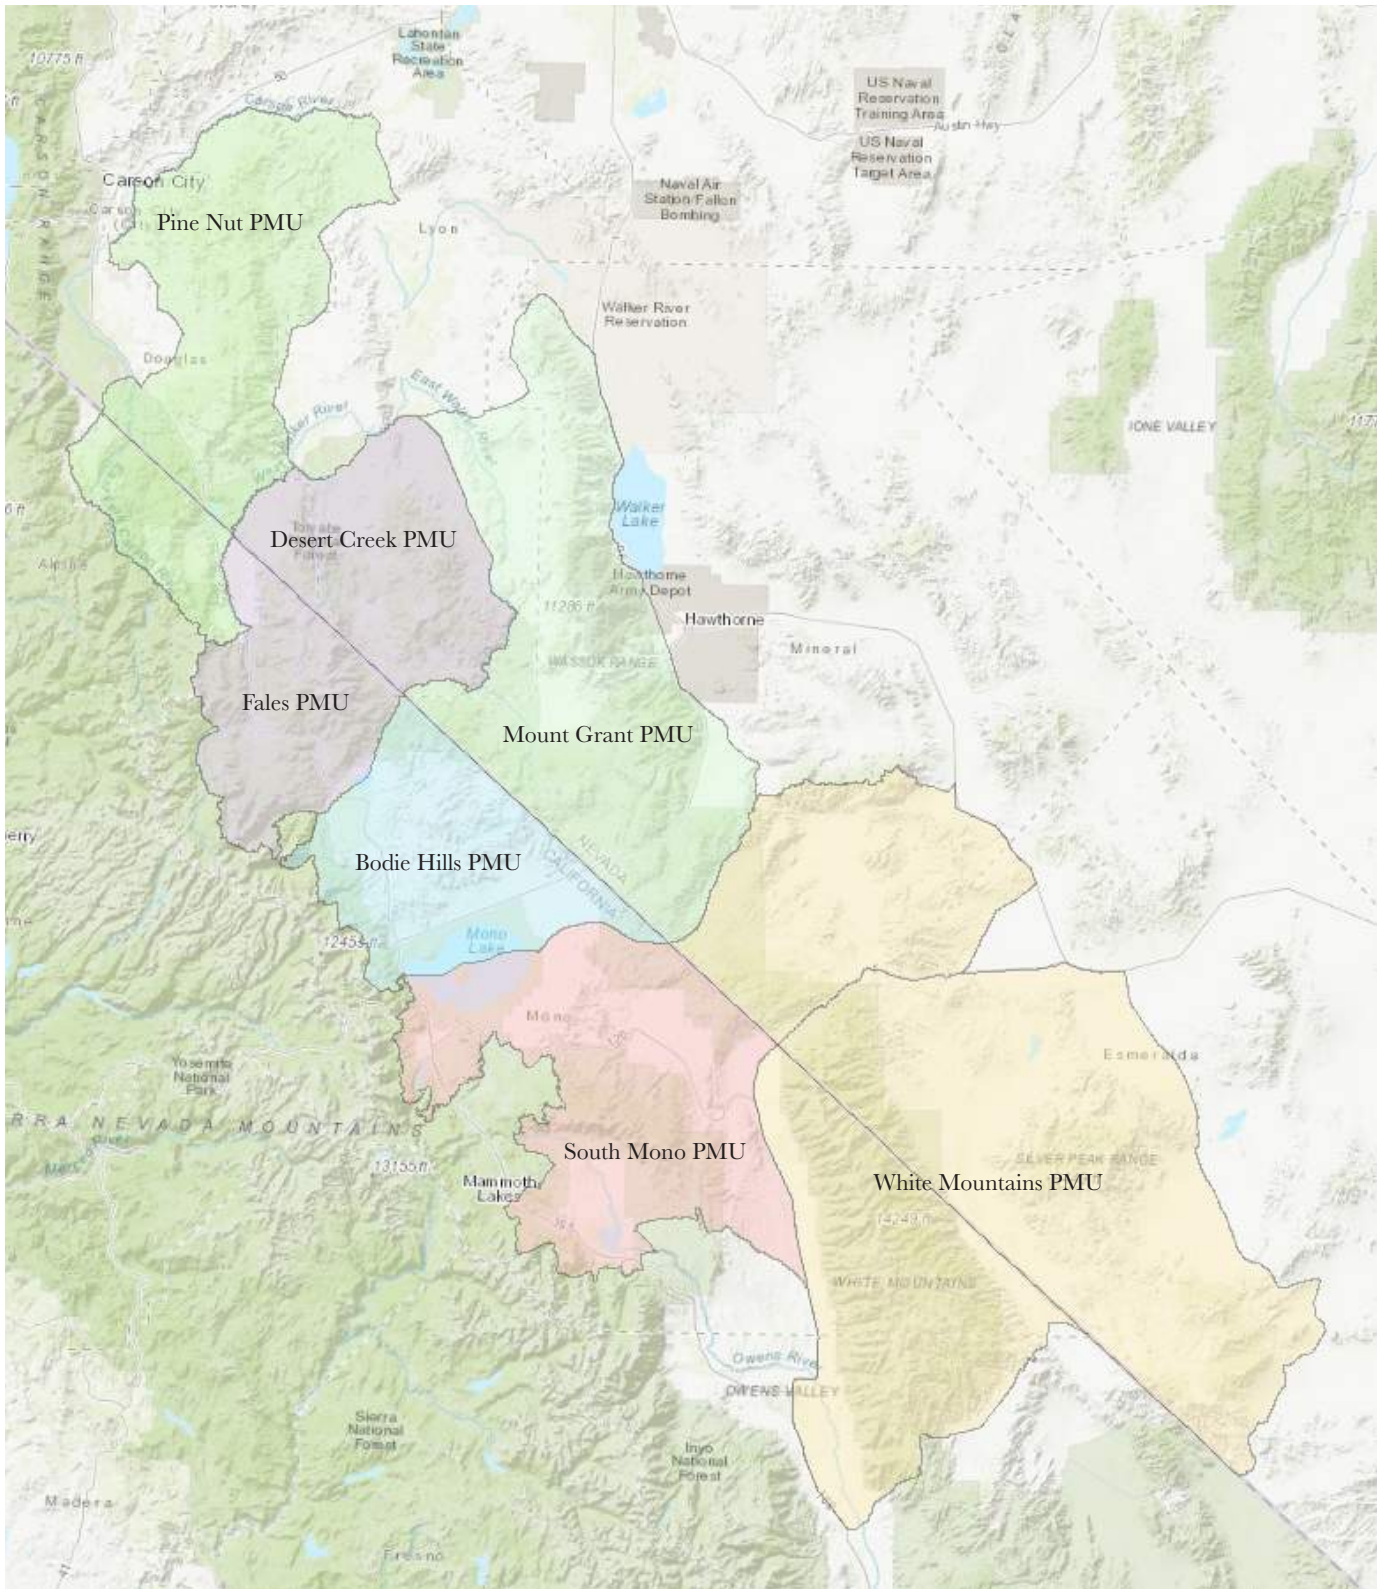 Lahontan
State
Recreation
Area
10775 ft
50
Carson River
US Naval
Reservation
Training Area
Austin Hwy
US Naval
Reservation
Target Area
CARSON RANGE
Carson City
Naval Air
Station Fallon
Bombing
Pine Nut PMU
Lyon
Walker River
Reservation
Douglas
East Walker River
IONE VALLEY
Walker
Lake
Desert Creek PMU
Alpine
Hawthorne
Army Depot
11286 ft
Hawthorne
Mineral
WASSUK RANGE
Fales PMU
Mount Grant PMU
Bodie Hills PMU
NEVADA
CALIFORNIA
Mono
Lake
Mono
Yosemite
National
Park
Esmeralda
RRA NEVADA MOUNTAINS
South Mono PMU
13155 ft
SILVER PEAK RANGE
Mammoth
Lakes
White Mountains PMU
14249 ft
WHITE MOUNTAINS
Owens River
OWENS VALLEY
Sierra
National
Forest
Inyo
National
Forest
Madera
Fresno
41